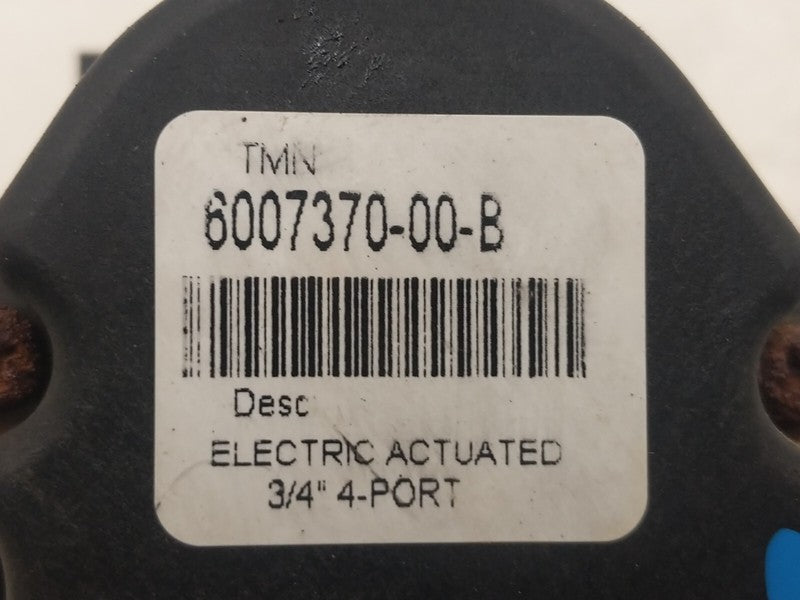 TMN
6007370-00-B
Desc
ELECTRIC ACTUATED
3/4" 4-PORT